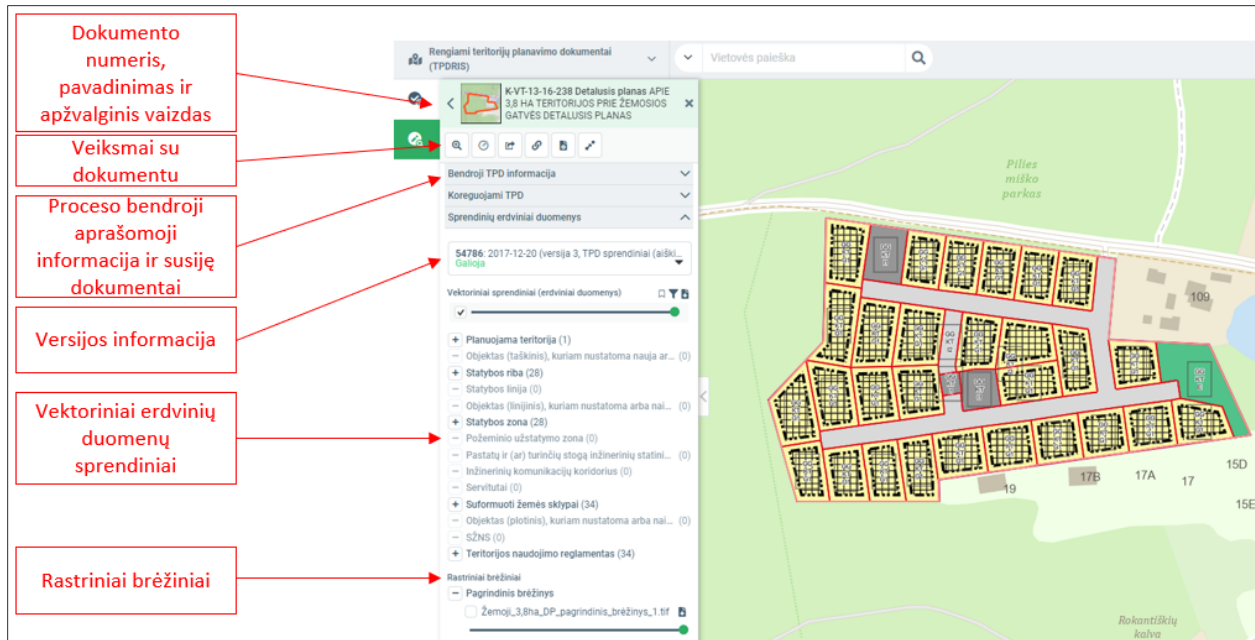 Dokumento
numeris,
pavadinimas ir
apžvalginis vaizdas
Veiksmai su
dokumentu
Proceso bendroji
aprašomoji
informacija ir susiję
dokumentai
Versijos informacija
Vektoriniai erdvinių
duomenų
sprendiniai
Rastriniai brėžiniai
Rengiami teritorijų planavimo dokumentai
(TPDRIS)
Vietovės paieška
K-VT-13-16-238 Detalusis planas APIE
3,8 HA TERITORIJOS PRIE ŽEMOSIOS
GATVĖS DETALUSIS PLANAS
Bendroji TPD informacija
Koreguojami TPD
Sprendinių erdviniai duomenys
54786: 2017-12-20 (versija 3, TPD sprendiniai (aiški...
Galioja
Vektoriniai sprendiniai (erdviniai duomenys)
Planuojama teritorija (1)
Objektas (taškinis), kuriam nustatoma nauja ar... (0)
Statybos riba (28)
Statybos linija (0)
Objektas (linijinis), kuriam nustatoma arba nai... (0)
Statybos zona (28)
Požeminio užstatymo zona (0)
Pastatų ir (ar) turinčių stogą inžinerinių statini... (0)
Inžinerinių komunikacijų koridorius (0)
Servitutai (0)
Suformuoti žemės sklypai (34)
Objektas (plotinis), kuriam nustatoma arba nai... (0)
SŽNS (0)
Teritorijos naudojimo reglamentas (34)
Rastriniai brėžiniai
Pagrindinis brėžinys
Žemoji_3,8ha_DP_pagrindinis_brėžinys_1.tif
Pilies
miško
parkas
109
19
17B
17A
17
15D
15E
Rokantiškių
kalva